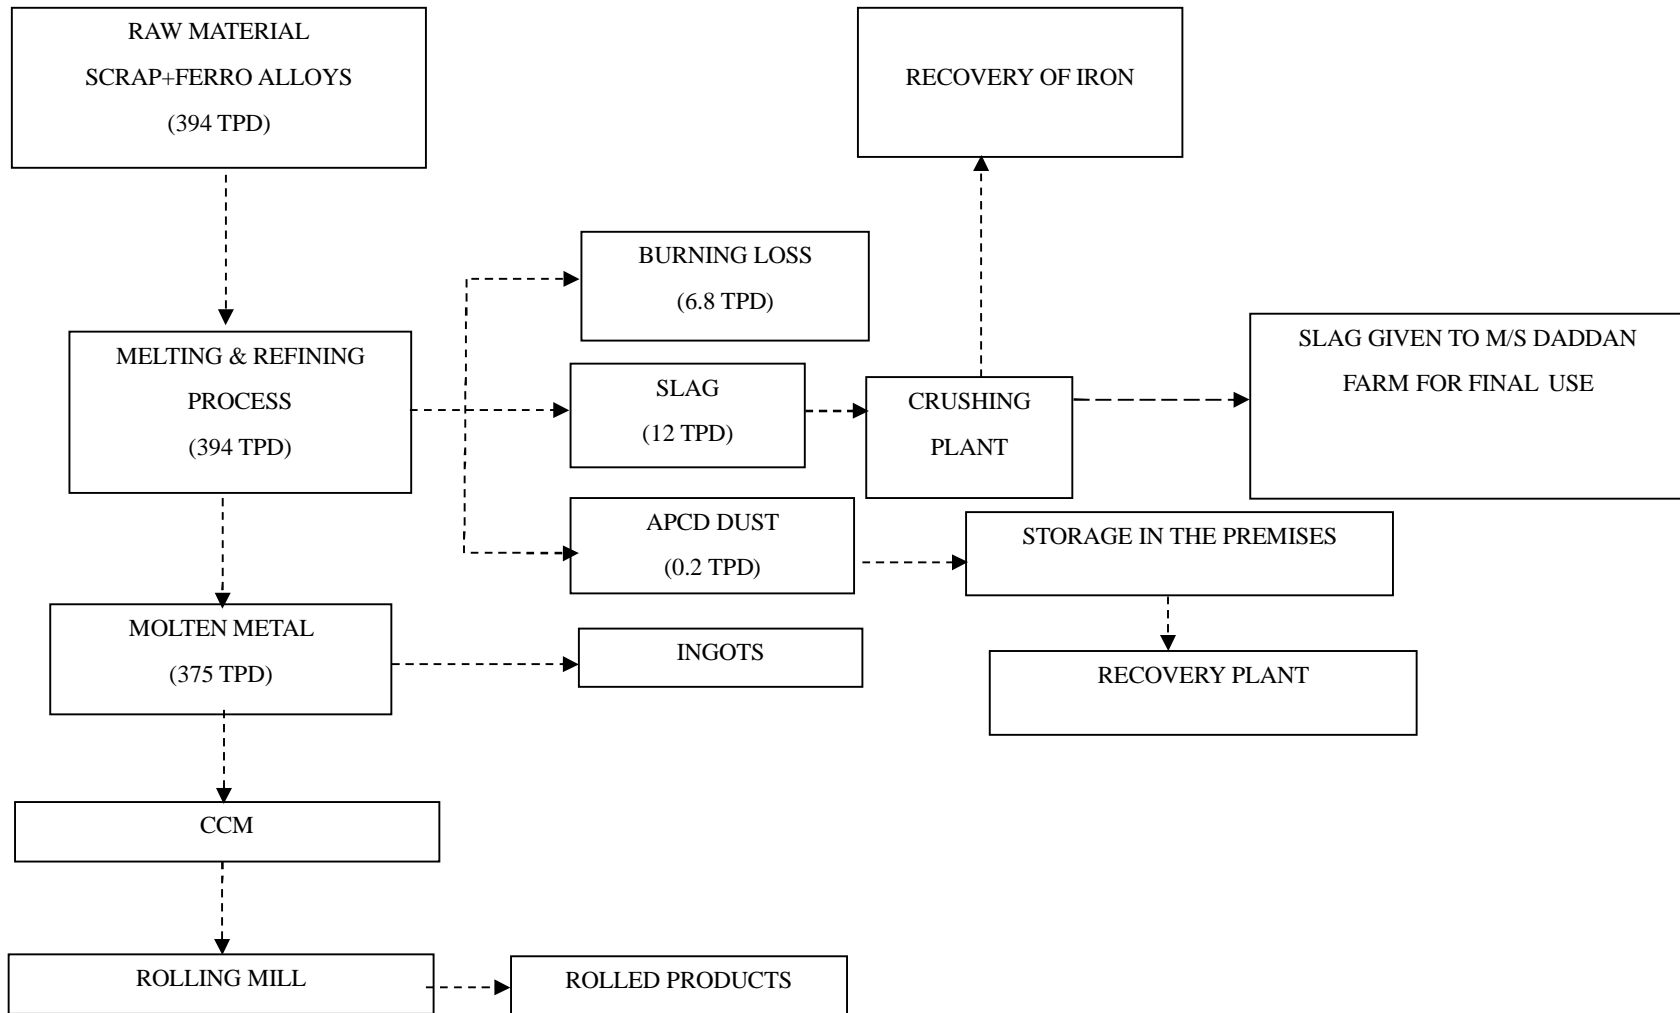 RAW MATERIAL
SCRAP+FERRO ALLOYS
(394 TPD)
RECOVERY OF IRON
BURNING LOSS
(6.8 TPD)
MELTING & REFINING
PROCESS
(394 TPD)
SLAG
(12 TPD)
CRUSHING
PLANT
SLAG GIVEN TO M/S DADDAN
FARM FOR FINAL USE
APCD DUST
(0.2 TPD)
STORAGE IN THE PREMISES
RECOVERY PLANT
MOLTEN METAL
(375 TPD)
INGOTS
CCM
ROLLING MILL
ROLLED PRODUCTS